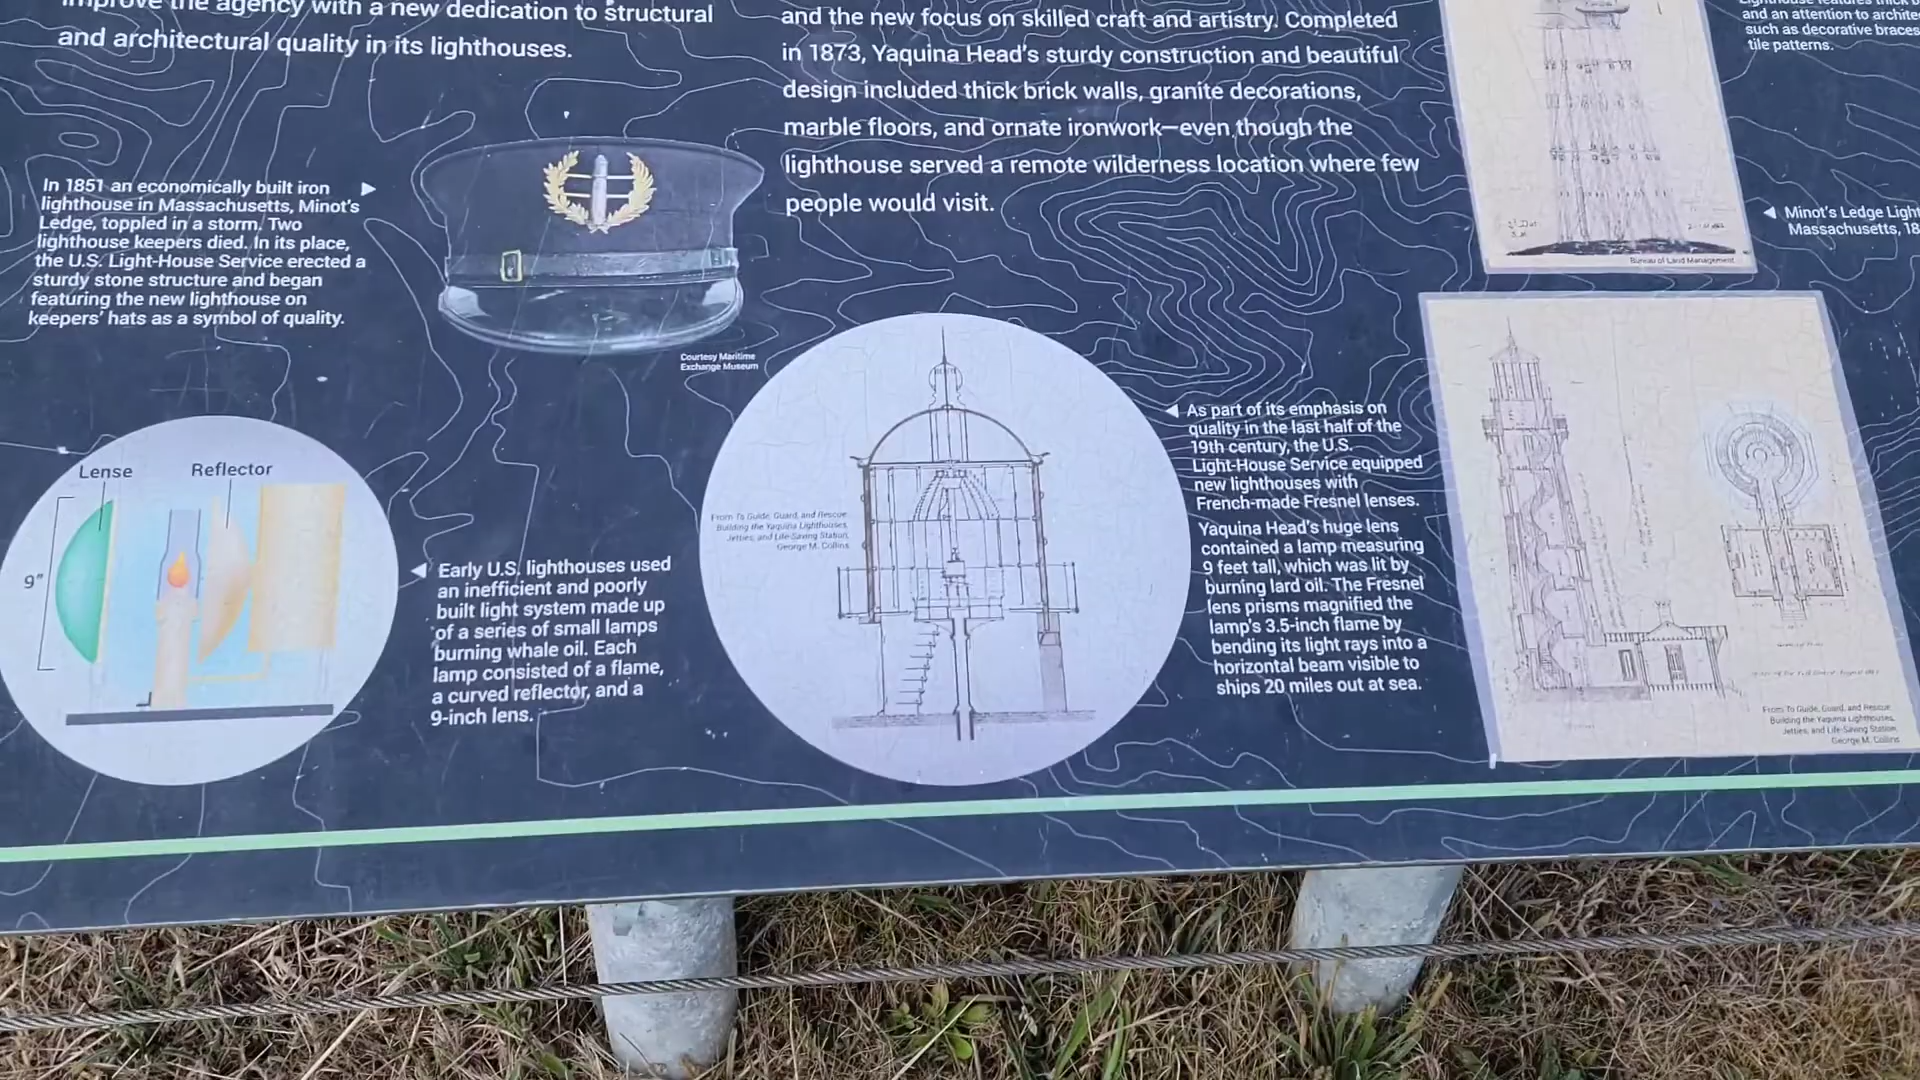 improve the agency with a new dedication to structural
and architectural quality in its lighthouses.
and the new focus on skilled craft and artistry. Completed
in 1873, Yaquina Head's sturdy construction and beautiful
design included thick brick walls, granite decorations,
marble floors, and ornate ironwork—even though the
lighthouse served a remote wilderness location where few
people would visit.
and an attention to archite
such as decorative braces
tile patterns.
In 1851 an economically built iron
lighthouse in Massachusetts, Minot's
Ledge, toppled in a storm. Two
lighthouse keepers died. In its place,
the U.S. Light-House Service erected a
sturdy stone structure and began
featuring the new lighthouse on
keepers' hats as a symbol of quality.
Courtesy Maritime
Exchange Museum
Minot's Ledge Light
Massachusetts, 18
Bureau of Land Management
Lense
Reflector
9"
Early U.S. lighthouses used
an inefficient and poorly
built light system made up
of a series of small lamps
burning whale oil. Each
lamp consisted of a flame,
a curved reflector, and a
9-inch lens.
From To Guide, Guard, and Rescue:
Building the Yaquina Lighthouses,
Jetties, and Life-Saving Station,
George M. Collins
As part of its emphasis on
quality in the last half of the
19th century, the U.S.
Light-House Service equipped
new lighthouses with
French-made Fresnel lenses.
Yaquina Head's huge lens
contained a lamp measuring
9 feet tall, which was lit by
burning lard oil. The Fresnel
lens prisms magnified the
lamp's 3.5-inch flame by
bending its light rays into a
horizontal beam visible to
ships 20 miles out at sea.
From To Guide, Guard, and Rescue:
Building the Yaquina Lighthouses,
Jetties, and Life-Saving Station,
George M. Collins